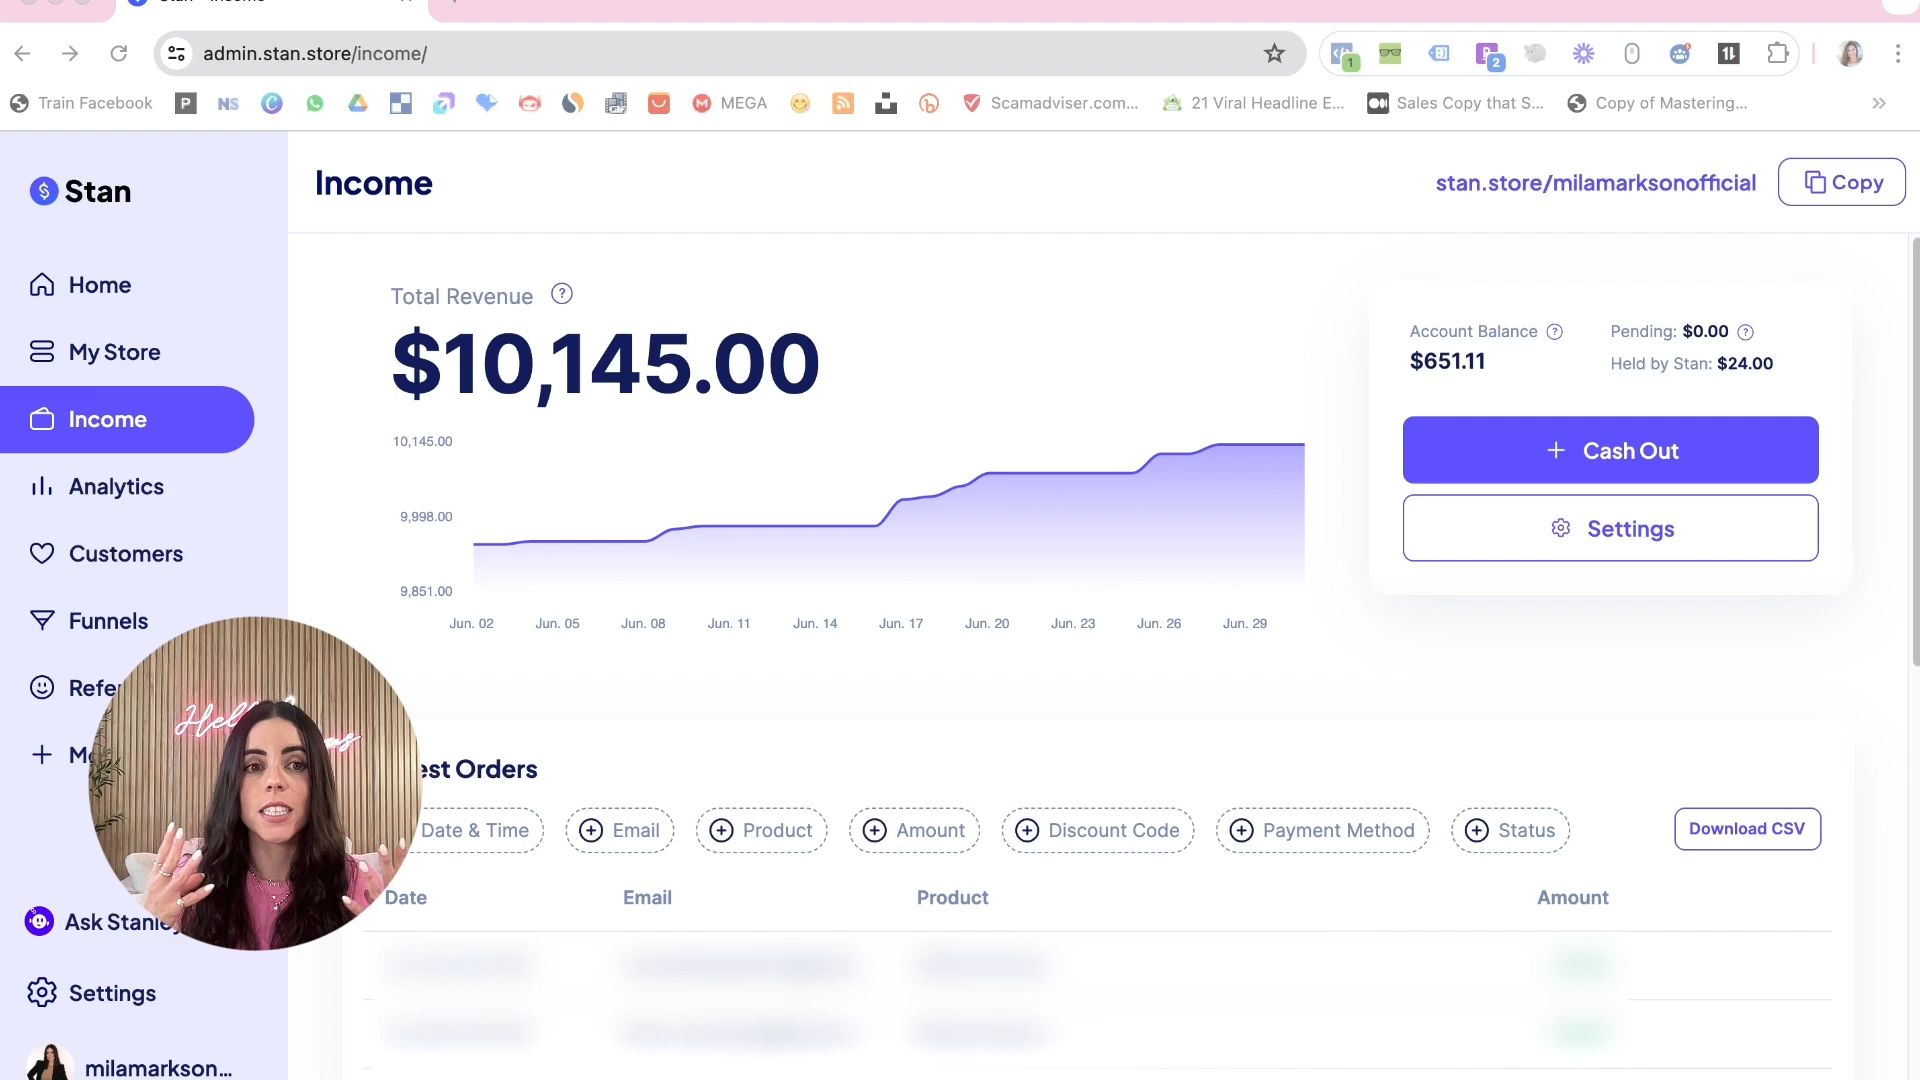 admin.stan.store/income/
1
2
Train Facebook
P
NS
MEGA
Scamadviser.com...
21 Viral Headline E...
Sales Copy that S...
Copy of Mastering...
Stan
Income
stan.store/milamarksonofficial
Copy
Home
My Store
Income
Analytics
Customers
Funnels
Refe
Ask Stanley
Settings
milamarkson...
Total Revenue
$10,145.00
10,145.00
9,998.00
9,851.00
Jun. 02
Jun. 05
Jun. 08
Jun. 11
Jun. 14
Jun. 17
Jun. 20
Jun. 23
Jun. 26
Jun. 29
Account Balance
$651.11
Pending: $0.00
Held by Stan: $24.00
+ Cash Out
Settings
est Orders
Date & Time
Email
Product
Amount
Discount Code
Payment Method
Status
Download CSV
Date
Email
Product
Amount